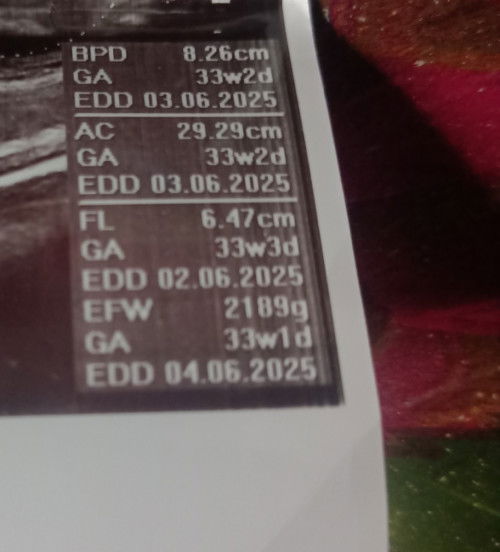 BPD 8.26cm
GA 33w2d
EDD 03.06.2025
AC 29.29cm
GA 33w2d
EDD 03.06.2025
FL 6.47cm
GA 33w3d
EDD 02.06.2025
EFW 2189g
GA 33w1d
EDD 04.06.2025